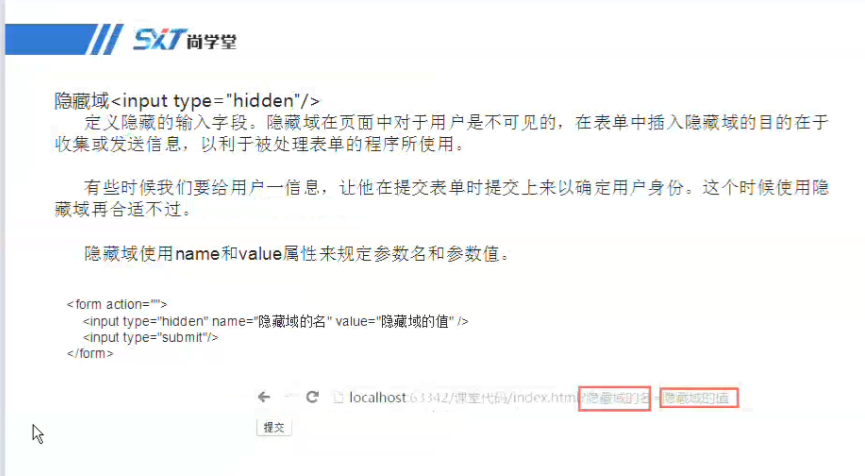 SXT尚学堂
隐藏域<input type="hidden"/>
定义隐藏的输入字段。隐藏域在页面中对于用户是不可见的，在表单中插入隐藏域的目的在于
收集或发送信息，以利于被处理表单的程序所使用。
有些时候我们要给用户一信息，让他在提交表单时提交上来以确定用户身份。这个时候使用隐
藏域再合适不过。
隐藏域使用name和value属性来规定参数名和参数值。
<form action="">
<input type="hidden" name="隐藏域的名" value="隐藏域的值" />
<input type="submit"/>
</form>
localhost:63342/课堂代码/index.html?隐藏域的名=隐藏域的值
提交